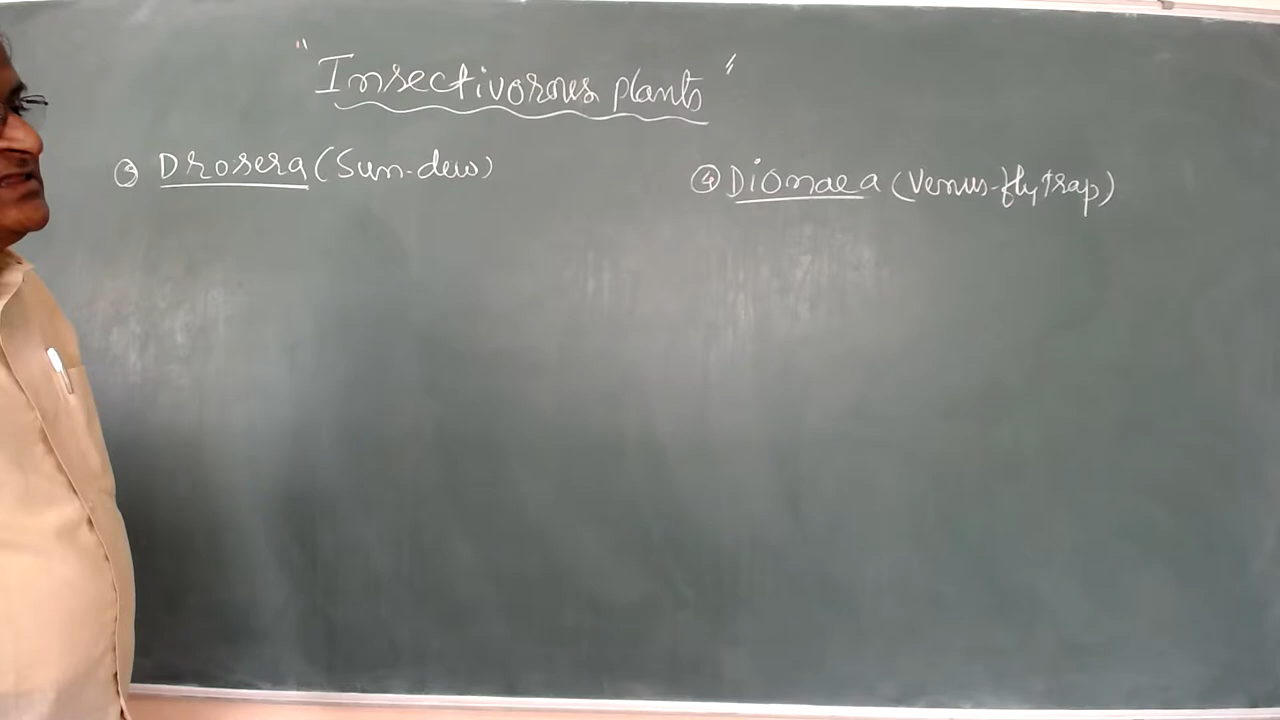 "Insectivorous plants"
③ Drosera (Sun-dew)
④ Dionaea (Venus-fly trap)